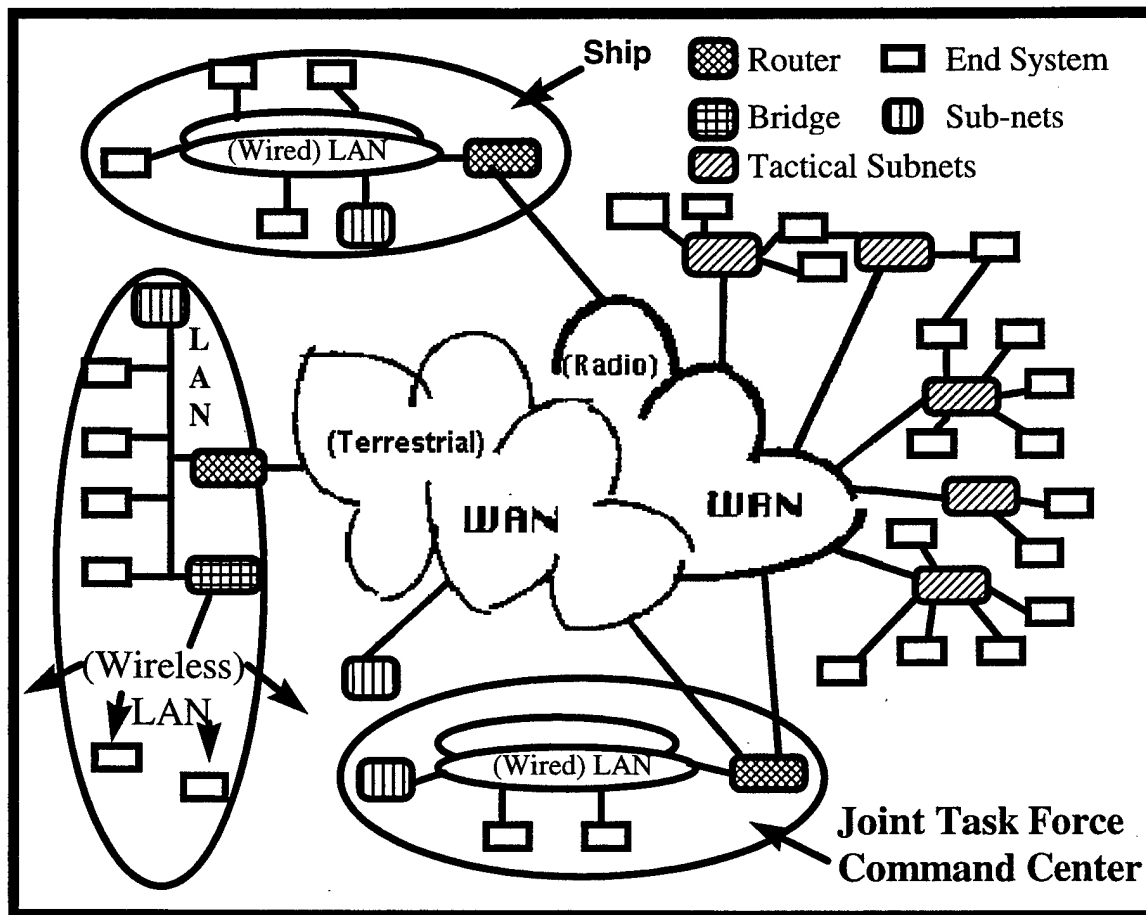 Ship
Router
End System
Bridge
Sub-nets
Tactical Subnets
(Wired) LAN
L
A
N
(Radio)
(Terrestrial)
WAN
WAN
(Wireless)
LAN
(Wired) LAN
Joint Task Force
Command Center